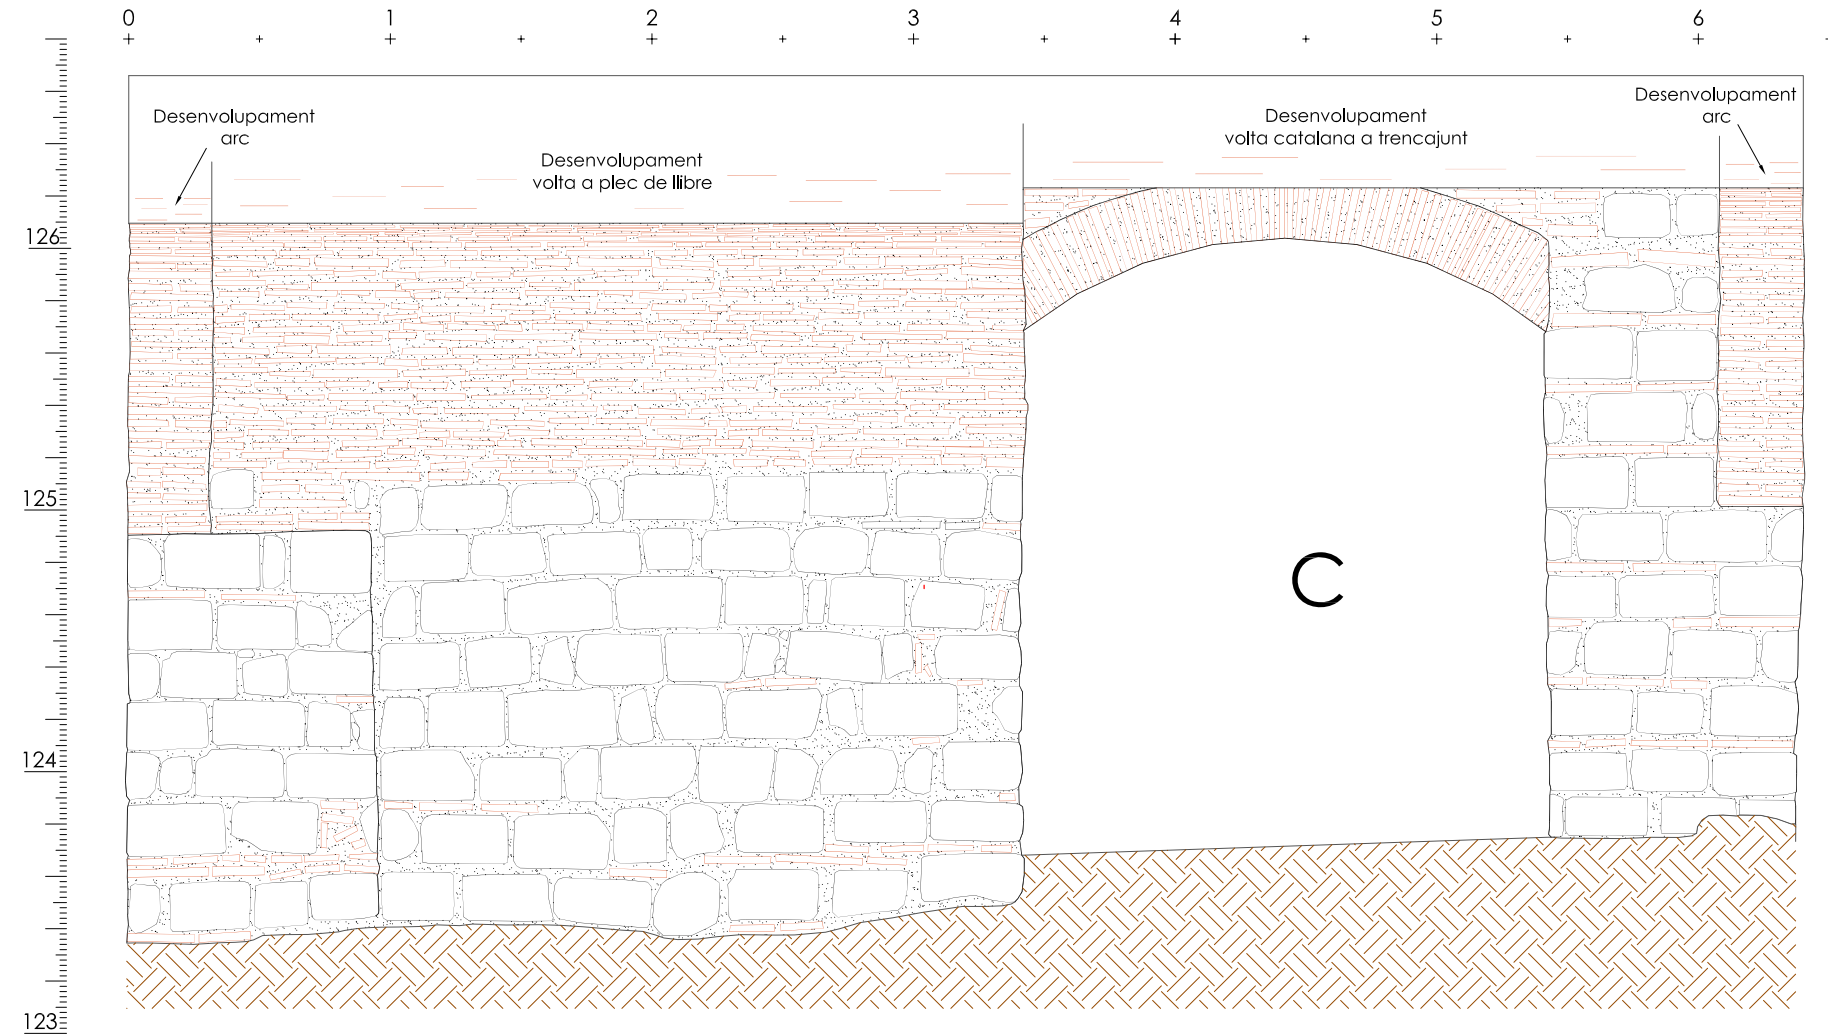 0 1 2 3 4 5 6
Desenvolupament
arc
Desenvolupament
volta a plec de llibre
Desenvolupament
volta catalana a trencajunt
Desenvolupament
arc
126
125
124
123
C